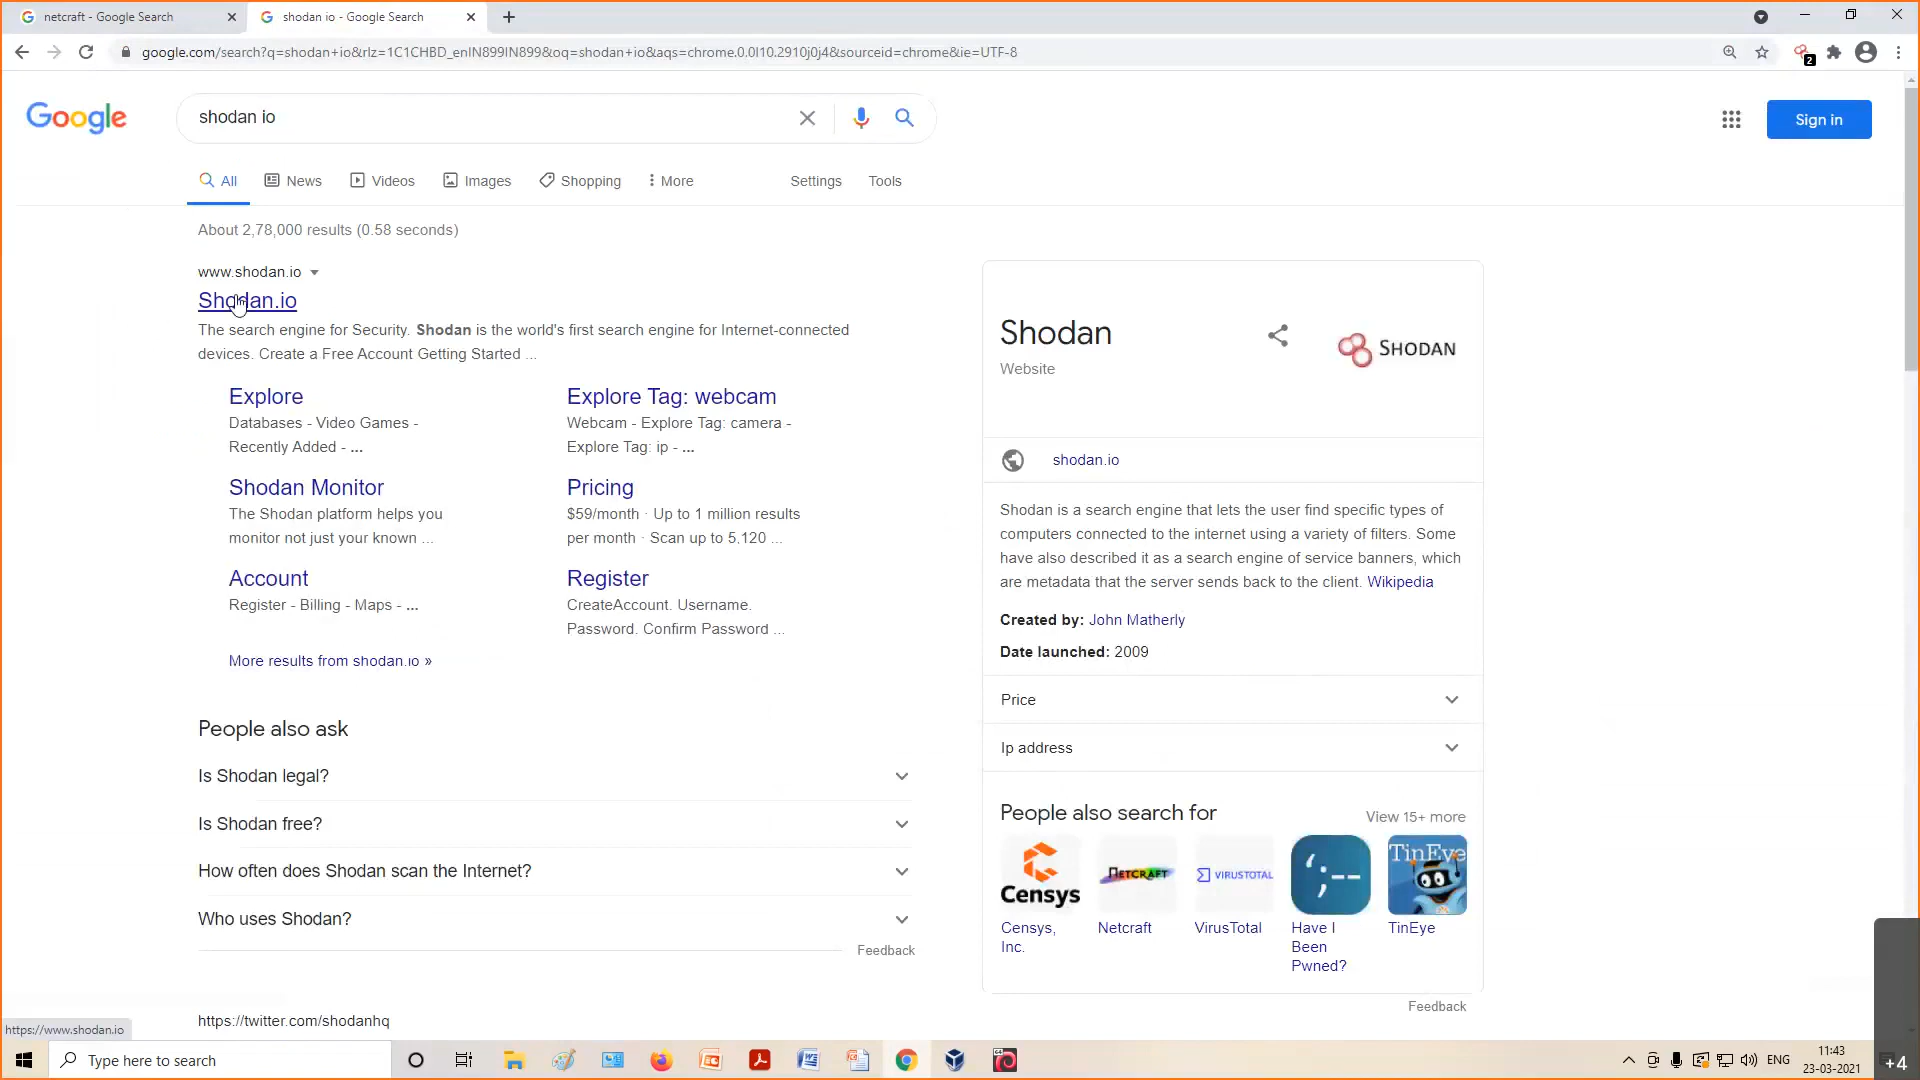 netcraft - Google Search
shodan io - Google Search
google.com/search?q=shodan+io&rlz=1C1CHBD_enIN899IN899&oq=shodan+io&aqs=chrome.0.0l10.2910j0j4&sourceid=chrome&ie=UTF-8
2
Google
shodan io
Sign in
All
News
Videos
Images
Shopping
More
Settings
Tools
About 2,78,000 results (0.58 seconds)
www.shodan.io
Shodan.io
The search engine for Security. Shodan is the world's first search engine for Internet-connected
devices. Create a Free Account Getting Started ...
Explore
Databases - Video Games -
Recently Added - ...
Explore Tag: webcam
Webcam - Explore Tag: camera -
Explore Tag: ip - ...
Shodan Monitor
The Shodan platform helps you
monitor not just your known ...
Pricing
$59/month · Up to 1 million results
per month · Scan up to 5,120 ...
Account
Register - Billing - Maps - ...
Register
CreateAccount. Username.
Password. Confirm Password ...
More results from shodan.io »
People also ask
Is Shodan legal?
Is Shodan free?
How often does Shodan scan the Internet?
Who uses Shodan?
Feedback
https://twitter.com/shodanhq
Shodan
Website
SHODAN
shodan.io
Shodan is a search engine that lets the user find specific types of
computers connected to the internet using a variety of filters. Some
have also described it as a search engine of service banners, which
are metadata that the server sends back to the client. Wikipedia
Created by: John Matherly
Date launched: 2009
Price
Ip address
People also search for
View 15+ more
Censys
NETCRAFT
VIRUSTOTAL
';--
TinEye
Censys,
Inc.
Netcraft
VirusTotal
Have I
Been
Pwned?
TinEye
Feedback
https://www.shodan.io
Type here to search
64
ENG
11:43
23-03-2021
+4